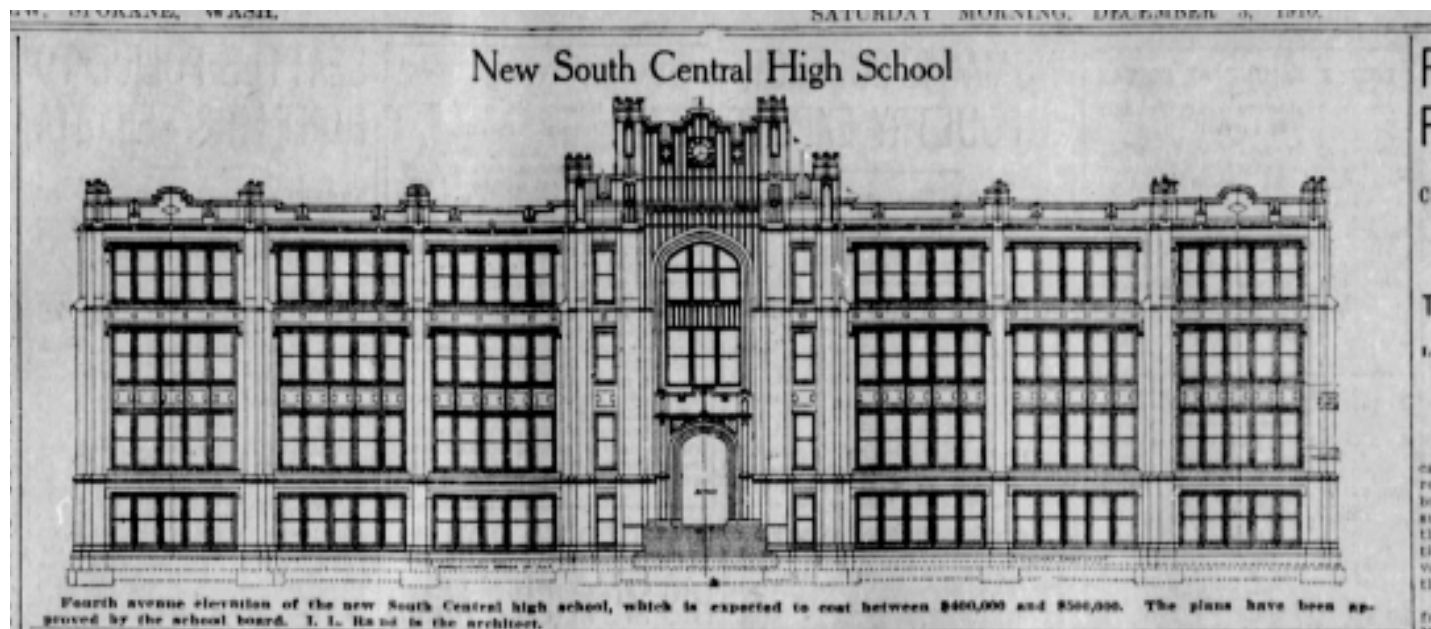 SPOKANE, WASH.
SATURDAY MORNING, DECEMBER 3, 1910.
New South Central High School
Fourth avenue elevation of the new South Central high school, which is expected to cost between $400,000 and $500,000. The plans have been ap-
proved by the school board. L. L. Rand is the architect.